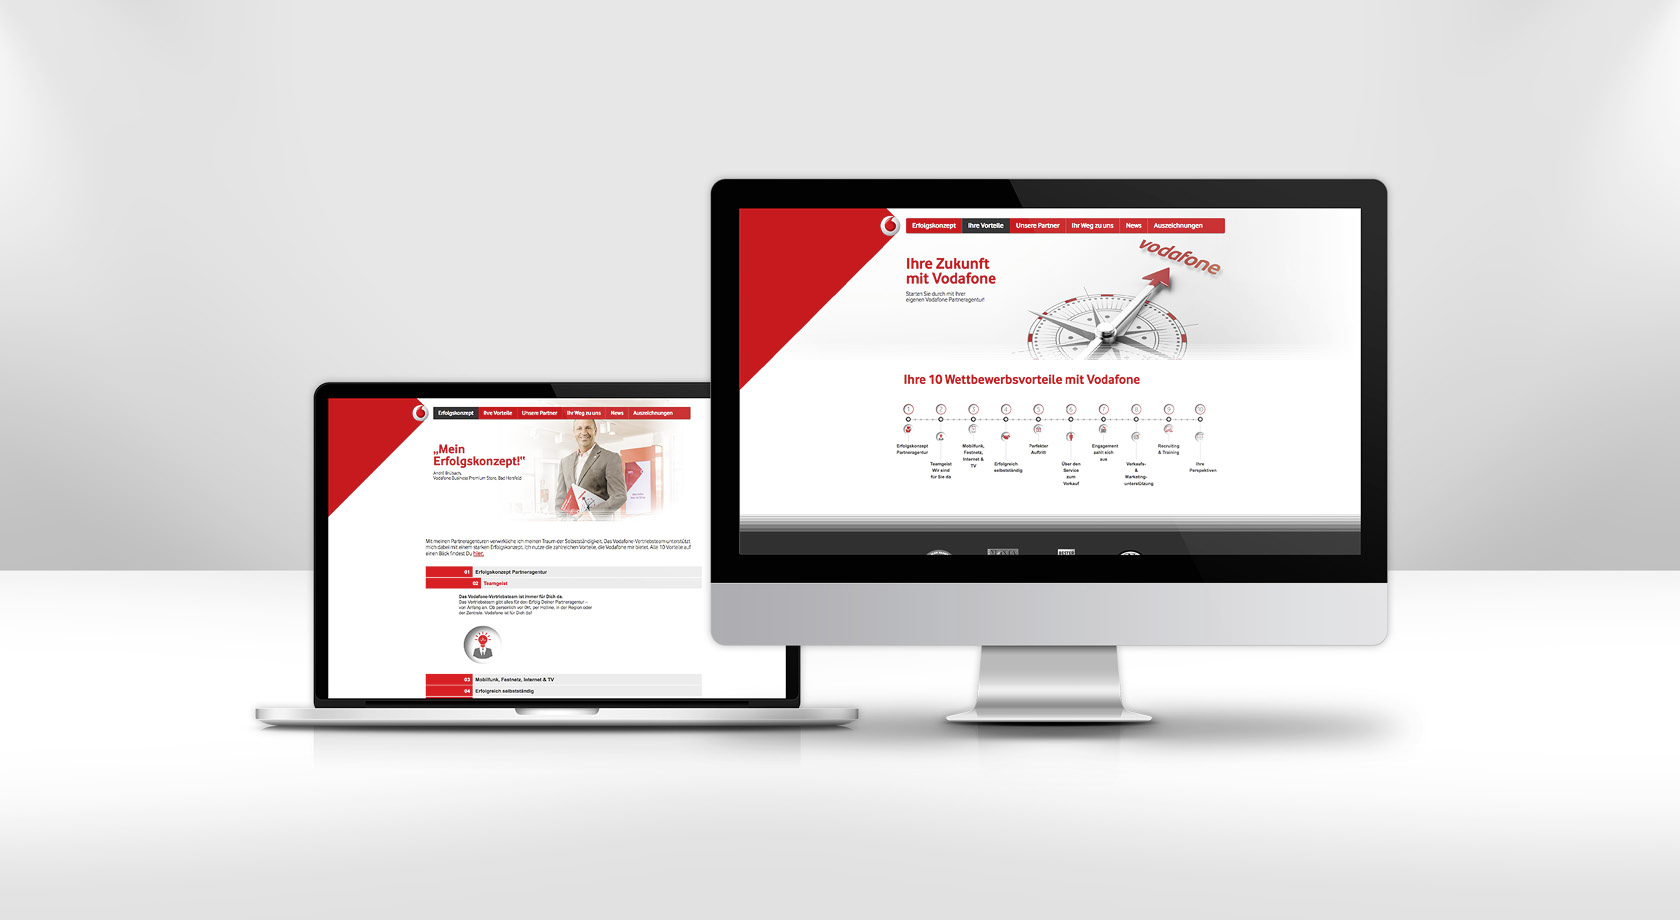 Erfolgskonzept Ihre Vorteile Unsere Partner Ihr Weg zu uns News Auszeichnungen
„Mein
Erfolgskonzept!“
André Brübach,
Vodafone Business Premium Store, Bad Hersfeld
Mit meinen Partneragenturen verwirkliche ich meinen Traum der Selbstständigkeit. Das Vodafone-Vertriebsteam unterstützt
mich dabei mit einem starken Erfolgskonzept. Ich nutze die zahlreichen Vorteile, die Vodafone mir bietet. Alle 10 Vorteile auf
einen Blick findest Du hier.
01 Erfolgskonzept Partneragentur
02 Teamgeist
Das Vodafone-Vertriebsteam ist immer für Dich da.
Das Vertriebsteam gibt alles für den Erfolg Deiner Partneragentur –
von Anfang an. Ob persönlich vor Ort, per Hotline, in der Region oder
der Zentrale: Vodafone ist für Dich da!
03 Mobilfunk, Festnetz, Internet & TV
04 Erfolgreich selbstständig
Erfolgskonzept Ihre Vorteile Unsere Partner Ihr Weg zu uns News Auszeichnungen
vodafone
Ihre Zukunft
mit Vodafone
Starten Sie durch mit Ihrer
eigenen Vodafone Partneragentur!
Ihre 10 Wettbewerbsvorteile mit Vodafone
1 2 3 4 5 6 7 8 9 10
Erfolgskonzept
Partneragentur
Teamgeist
Wir sind
für Sie da
Mobilfunk,
Festnetz,
Internet &
TV
Erfolgreich
selbstständig
Perfekter
Auftritt
Über den
Service
zum
Verkauf
Engagement
zahlt sich
aus
Verkaufs-
&
Marketing-
unterstützung
Recruiting
& Training
Ihre
Perspektiven